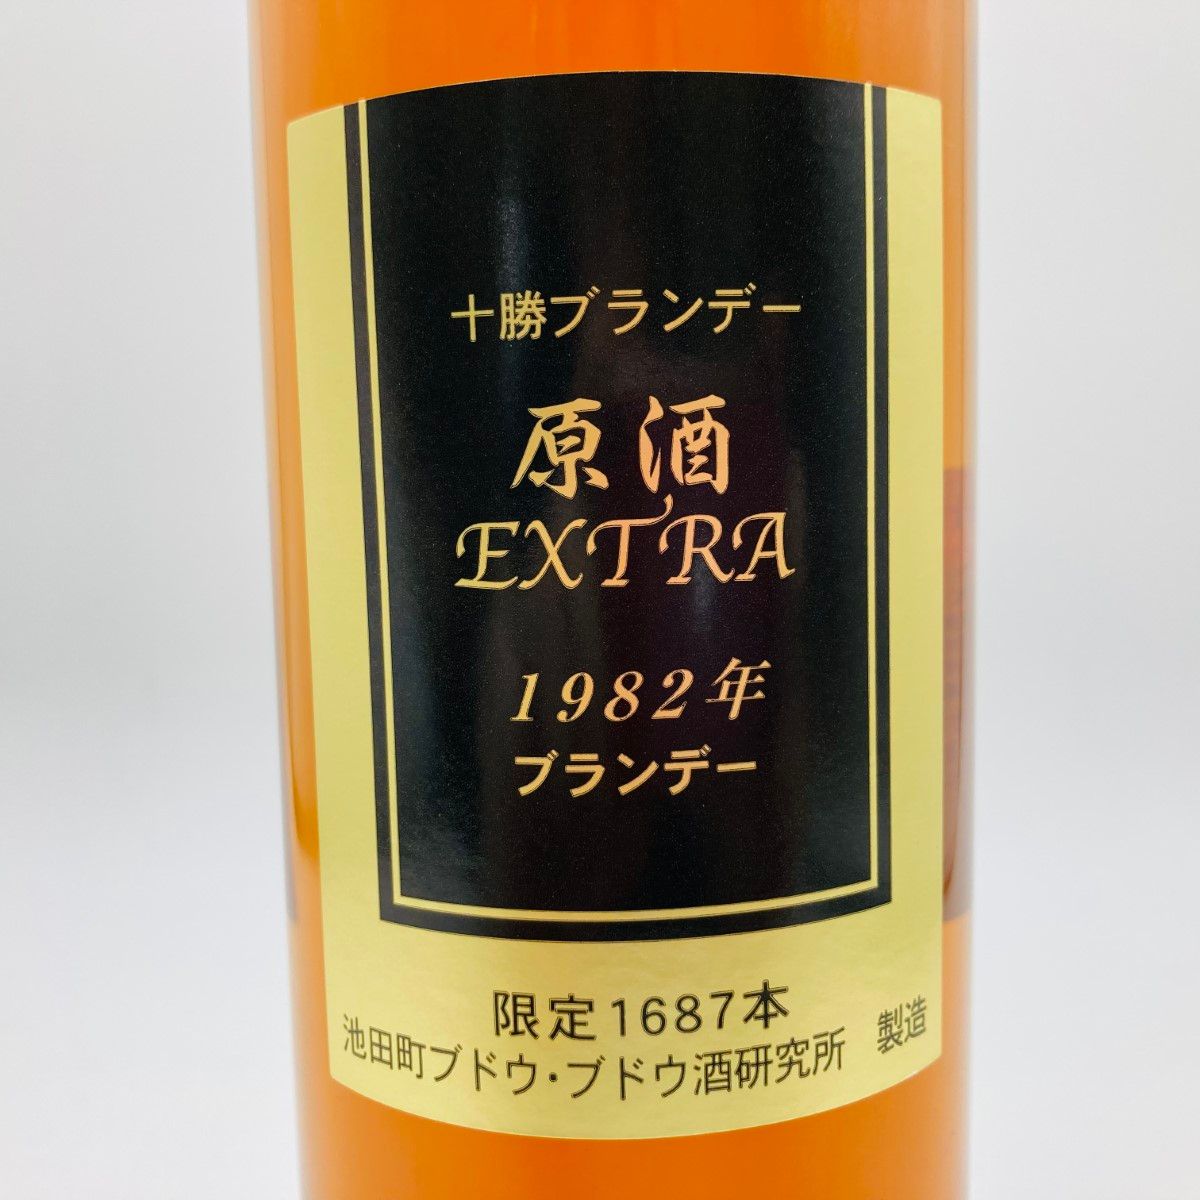 十勝ブランデー
原酒
EXTRA
1982年
ブランデー
限定1687本
池田町ブドウ・ブドウ酒研究所 製造